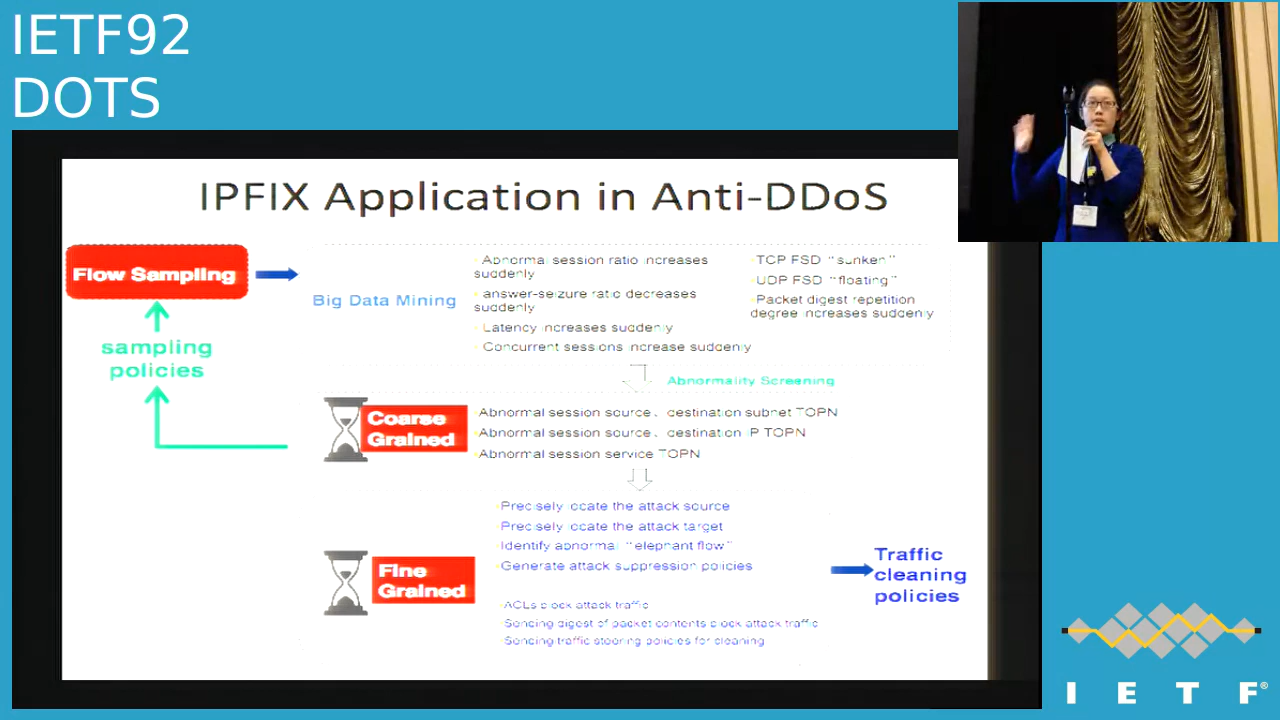 IETF92
DOTS
IPFIX Application in Anti-DDoS
Flow Sampling
sampling
policies
Big Data Mining
Abnormal session ratio increases
suddenly
answer-seizure ratio decreases
suddenly
Latency increases suddenly
Concurrent sessions increase suddenly
TCP FSD "sunken"
UDP FSD "floating"
Packet digest repetition
degree increases suddenly
Abnormality Screening
Coarse
Grained
Abnormal session source、destination subnet TOPN
Abnormal session source、destination IP TOPN
Abnormal session service TOPN
Fine
Grained
Precisely locate the attack source
Precisely locate the attack target
Identify abnormal "elephant flow"
Generate attack suppression policies
ACLs block attack traffic
Sending digest of packet contents block attack traffic
Sending traffic steering policies for cleaning
Traffic
cleaning
policies
I E T F®